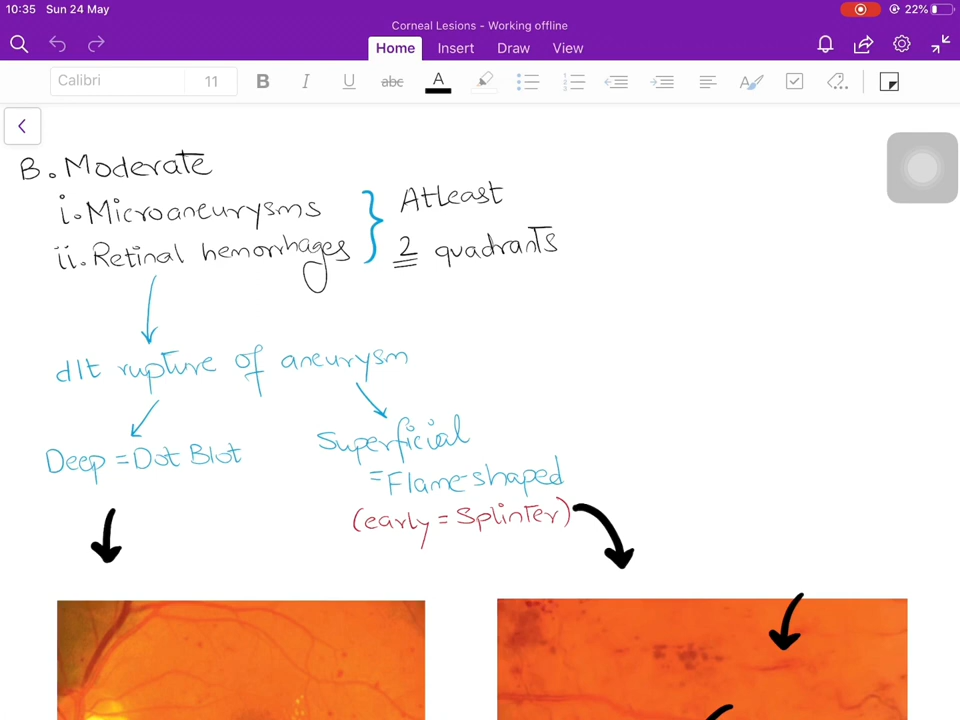 10:35 Sun 24 May
22%
Corneal Lesions - Working offline
Home Insert Draw View
Calibri 11 B I U abc A
B. Moderate
i. Microaneurysms } Atleast
ii. Retinal hemorrhages } 2 quadrants
d/t rupture of aneurysm
Deep = Dot Blot
Superficial
= Flame-shaped
(early = Splinter)